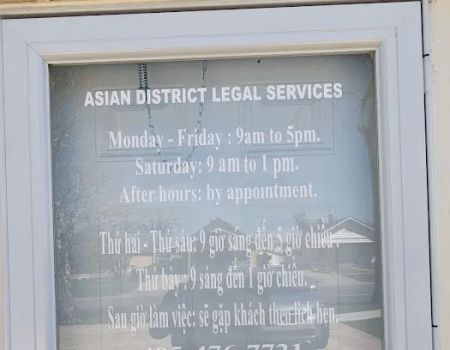 ASIAN DISTRICT LEGAL SERVICES
Monday - Friday : 9am to 5pm.
Saturday: 9 am to 1 pm.
After hours: by appointment.
Thứ hai - Thứ sáu: 9 giờ sáng đến 5 giờ chiều.
Thứ bảy : 9 sáng đến 1 giờ chiều.
Sau giờ làm việc: sẽ gặp khách theo lịch hẹn.